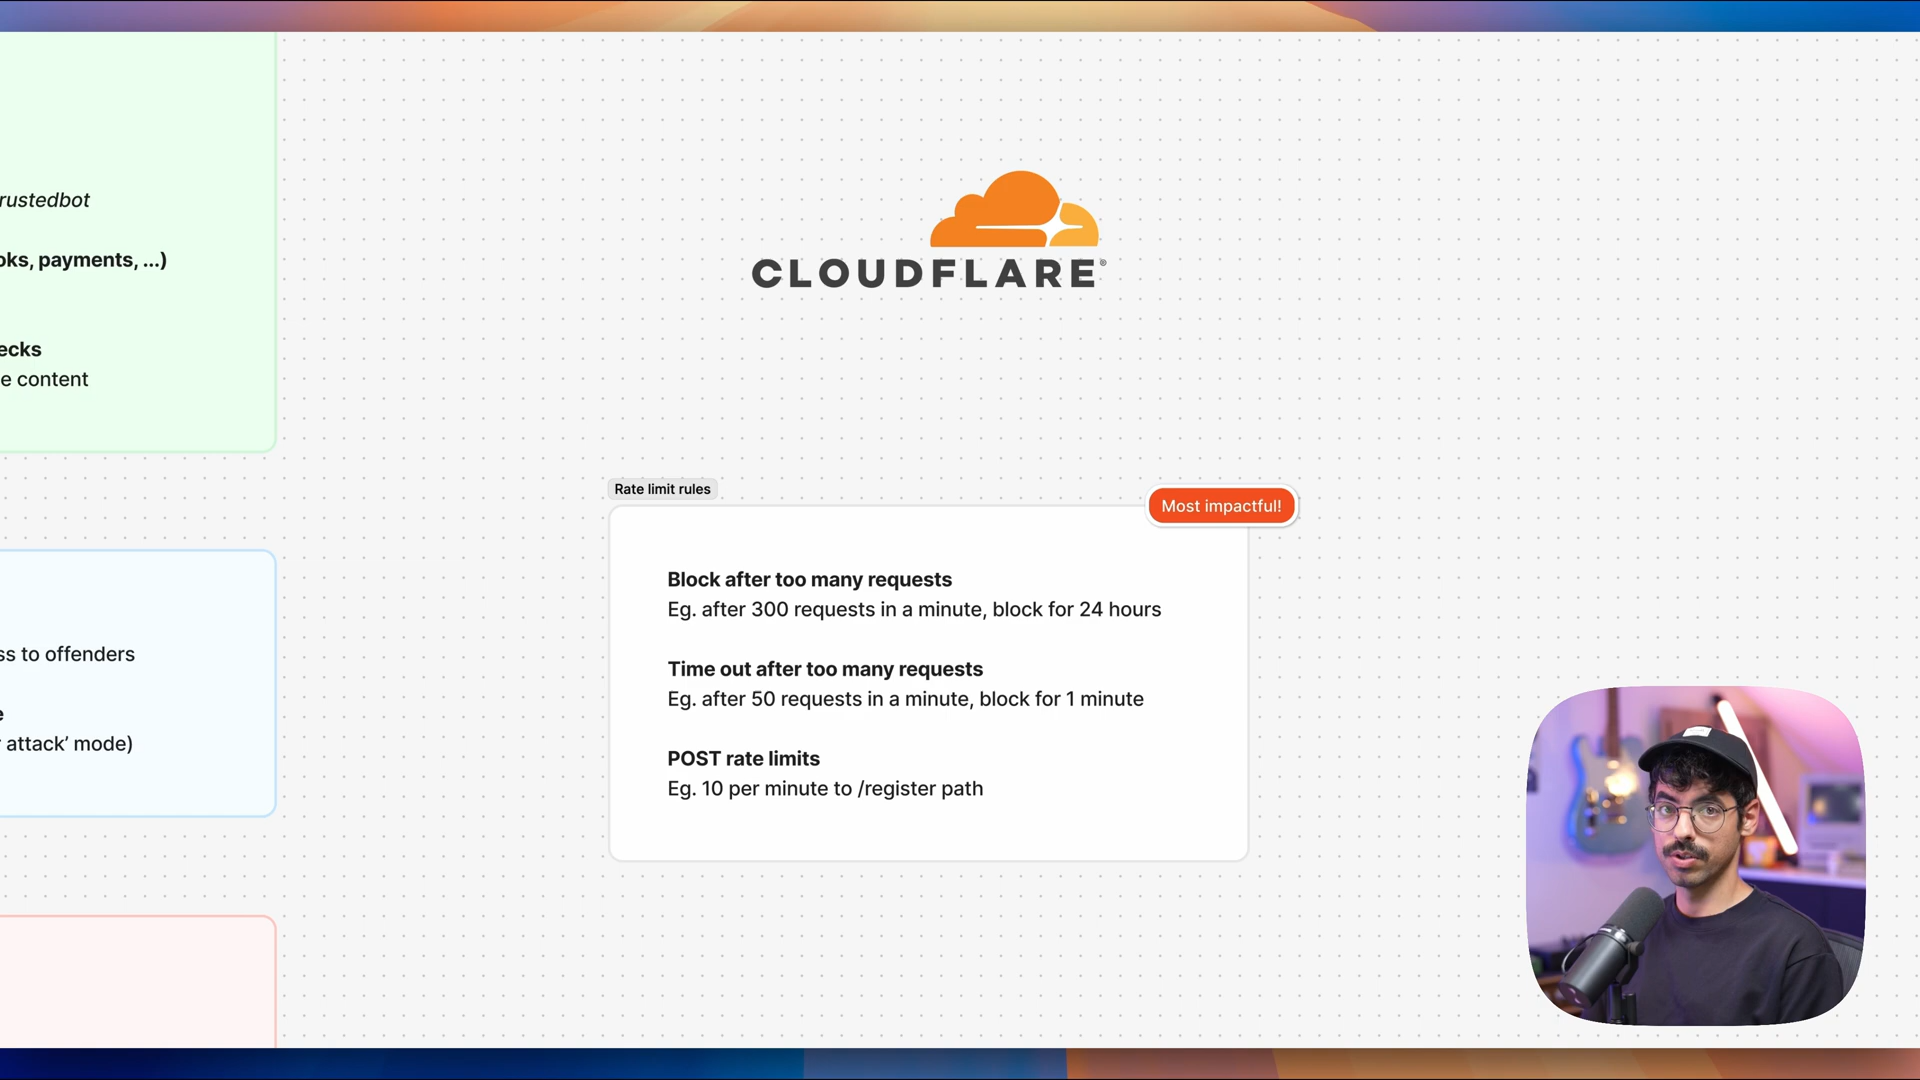 rustedbot
oks, payments, ...)
ecks
e content
ss to offenders
e
r attack’ mode)
CLOUDFLARE®
Rate limit rules
Most impactful!
Block after too many requests
Eg. after 300 requests in a minute, block for 24 hours
Time out after too many requests
Eg. after 50 requests in a minute, block for 1 minute
POST rate limits
Eg. 10 per minute to /register path